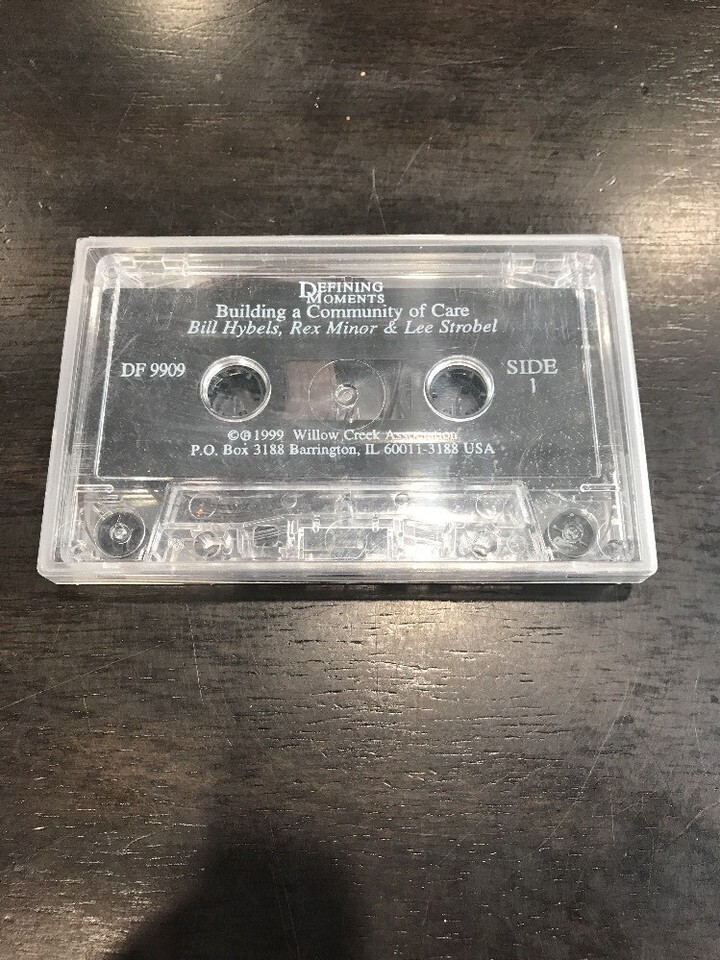 DEFINING
MOMENTS
Building a Community of Care
Bill Hybels, Rex Minor & Lee Strobel
DF 9909
SIDE
1
©℗1999 Willow Creek Association
P.O. Box 3188 Barrington, IL 60011-3188 USA